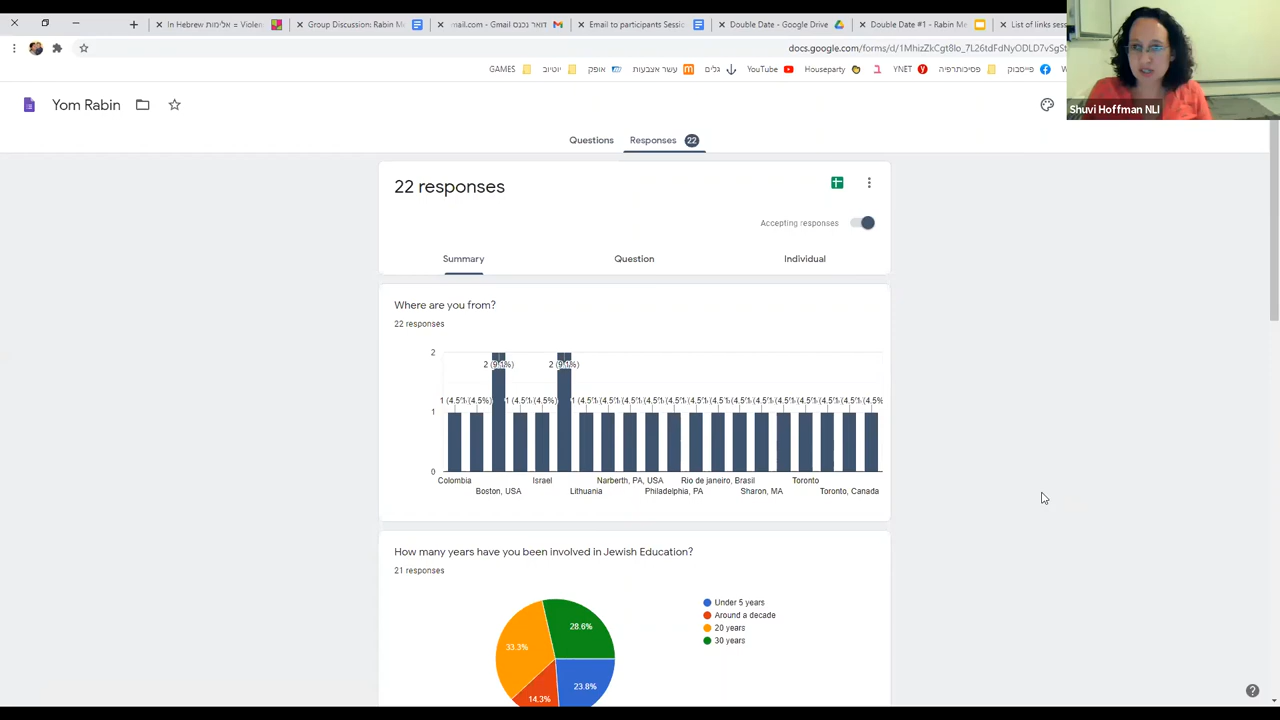 In Hebrew אלימות = Violen
Group Discussion: Rabin M
דואר נכנס - Gmail
mail.com
Email to participants Sessi
Double Date - Google Drive
Double Date #1 - Rabin Me
List of links ses
docs.google.com/forms/d/1MhizZkCgt8Io_7L26tdFdNyODLD7vSgSt
GAMES
יוטיוב
אופק
עשר אצבעות
גלים
YouTube
Houseparty
YNET
פסיכותרפיה
פייסבוק
Shuvi Hoffman NLI
Yom Rabin
Questions
Responses 22
22 responses
Accepting responses
Summary
Question
Individual
Where are you from?
22 responses
2
2 (9.1%)
2 (9.1%)
1 (4.5%)
1
0
Colombia
Israel
Narberth, PA, USA
Rio de janeiro, Brasil
Toronto
Boston, USA
Lithuania
Philadelphia, PA
Sharon, MA
Toronto, Canada
How many years have you been involved in Jewish Education?
21 responses
Under 5 years
Around a decade
20 years
30 years
28.6%
33.3%
23.8%
14.3%